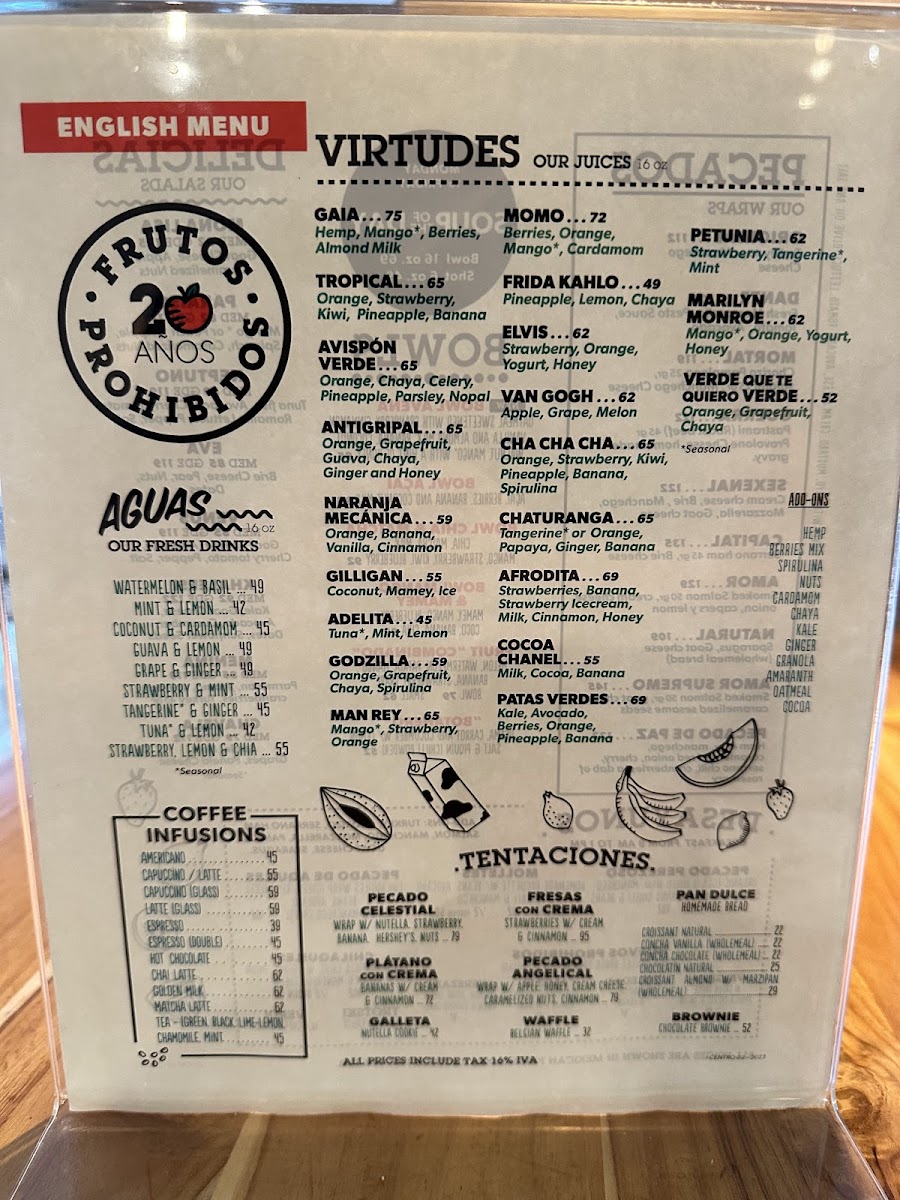 ENGLISH MENU
FRUTOS
20
AÑOS
PROHIBIDOS
AGUAS
16 oz
OUR FRESH DRINKS
WATERMELON & BASIL ... 49
MINT & LEMON ... 42
COCONUT & CARDAMOM ... 45
GUAVA & LEMON ... 49
GRAPE & GINGER ... 49
STRAWBERRY & MINT ... 55
TANGERINE* & GINGER ... 45
TUNA* & LEMON ... 42
STRAWBERRY, LEMON & CHIA ... 55
*Seasonal
COFFEE
INFUSIONS
AMERICANO 45
CAPUCCINO / LATTE 55
CAPUCCINO (GLASS) 59
LATTE (GLASS) 59
ESPRESSO 39
ESPRESSO (DOUBLE) 45
HOT CHOCOLATE 45
CHAI LATTE 62
GOLDEN MILK 62
MATCHA LATTE 62
TEA - (GREEN, BLACK, LIME-LEMON,
CHAMOMILE, MINT 45
VIRTUDES OUR JUICES 16 oz
GAIA...75
Hemp, Mango*, Berries,
Almond Milk
TROPICAL...65
Orange, Strawberry,
Kiwi, Pineapple, Banana
AVISPÓN
VERDE...65
Orange, Chaya, Celery,
Pineapple, Parsley, Nopal
ANTIGRIPAL...65
Orange, Grapefruit,
Guava, Chaya,
Ginger and Honey
NARANJA
MECÁNICA...59
Orange, Banana,
Vanilla, Cinnamon
GILLIGAN...55
Coconut, Mamey, Ice
ADELITA...45
Tuna*, Mint, Lemon
GODZILLA...59
Orange, Grapefruit,
Chaya, Spirulina
MAN REY...65
Mango*, Strawberry,
Orange
MOMO...72
Berries, Orange,
Mango*, Cardamom
FRIDA KAHLO...49
Pineapple, Lemon, Chaya
ELVIS...62
Strawberry, Orange,
Yogurt, Honey
VAN GOGH...62
Apple, Grape, Melon
CHA CHA CHA...65
Orange, Strawberry, Kiwi,
Pineapple, Banana,
Spirulina
CHATURANGA...65
Tangerine* or Orange,
Papaya, Ginger, Banana
AFRODITA...69
Strawberries, Banana,
Strawberry Icecream,
Milk, Cinnamon, Honey
COCOA
CHANEL...55
Milk, Cocoa, Banana
PATAS VERDES...69
Kale, Avocado,
Berries, Orange,
Pineapple, Banana
PETUNIA...62
Strawberry, Tangerine*,
Mint
MARILYN
MONROE...62
Mango*, Orange, Yogurt,
Honey
VERDE QUE TE
QUIERO VERDE...52
Orange, Grapefruit,
Chaya
*Seasonal
ADD-ONS
HEMP
BERRIES MIX
SPIRULINA
NUTS
CARDAMOM
CHAYA
KALE
GINGER
GRANOLA
AMARANTH
OATMEAL
COCOA
.TENTACIONES.
PECADO
CELESTIAL
WRAP W/ NUTELLA, STRAWBERRY,
BANANA, HERSHEY'S, NUTS ... 79
PLÁTANO
CON CREMA
BANANAS W/ CREAM
& CINNAMON ... 72
GALLETA
NUTELLA COOKIE ... 42
FRESAS
CON CREMA
STRAWBERRIES W/ CREAM
& CINNAMON ... 95
PECADO
ANGELICAL
WRAP W/ APPLE, HONEY, CREAM CHEESE,
CARAMELIZED NUTS, CINNAMON ... 79
WAFFLE
BELGIAN WAFFLE ... 32
PAN DULCE
HOMEMADE BREAD
CROISSANT NATURAL 22
CONCHA VANILLA (WHOLEMEAL) 22
CONCHA CHOCOLATE (WHOLEMEAL) 22
CHOCOLATIN NATURAL 25
CROISSANT ALMOND W/ MARZIPAN
(WHOLEMEAL) 29
BROWNIE
CHOCOLATE BROWNIE ... 52
ALL PRICES INCLUDE TAX 16% IVA